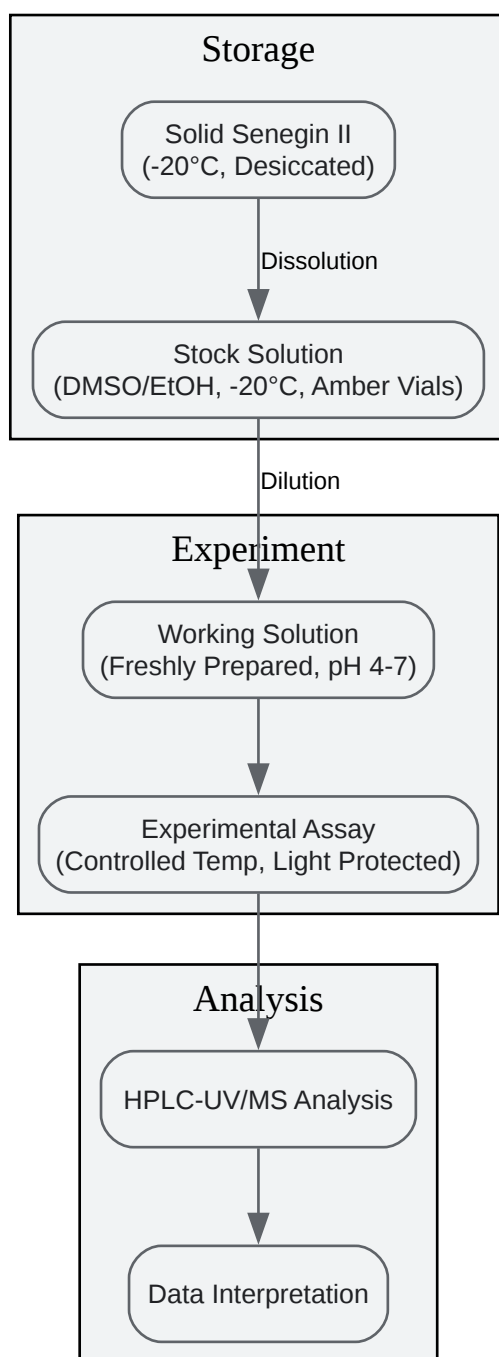 Storage
Solid Senegin II
(-20°C, Desiccated)
Dissolution
Stock Solution
(DMSO/EtOH, -20°C, Amber Vials)
Dilution
Experiment
Working Solution
(Freshly Prepared, pH 4-7)
Experimental Assay
(Controlled Temp, Light Protected)
Analysis
HPLC-UV/MS Analysis
Data Interpretation